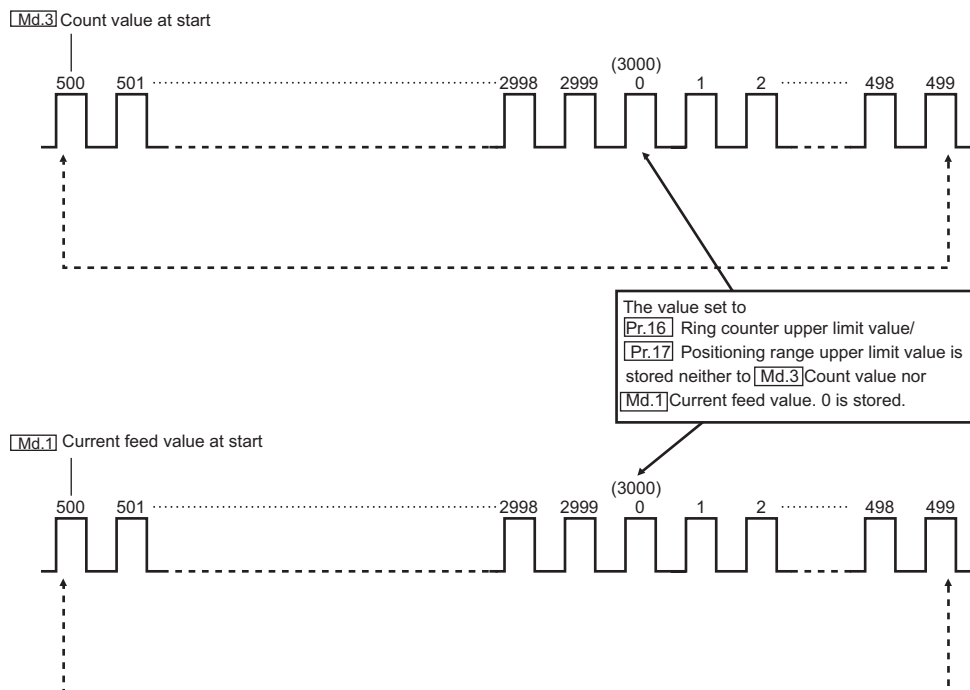 Md.3 Count value at start
(3000)
500 501 2998 2999 0 1 2 498 499
The value set to
Pr.16 Ring counter upper limit value/
Pr.17 Positioning range upper limit value is
stored neither to Md.3 Count value nor
Md.1 Current feed value. 0 is stored.
Md.1 Current feed value at start
(3000)
500 501 2998 2999 0 1 2 498 499